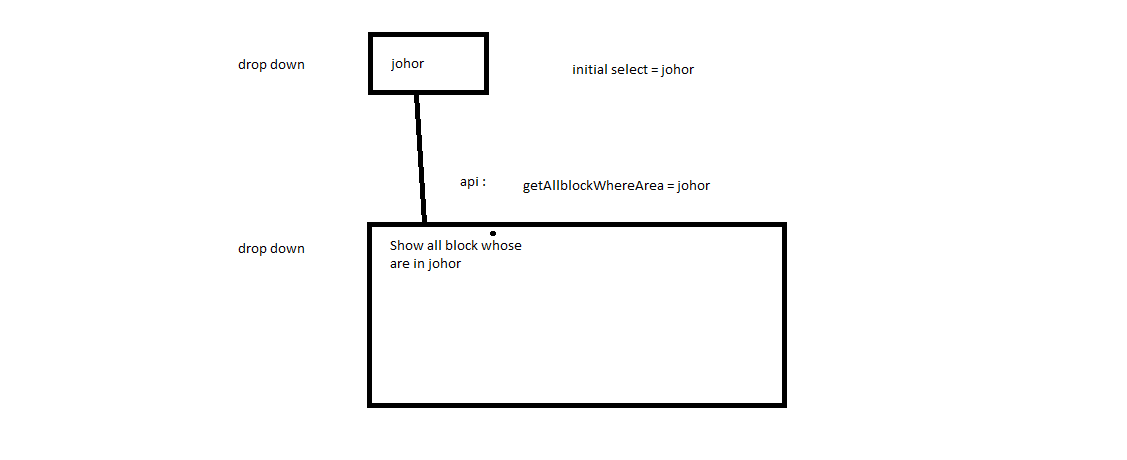 drop down
johor
initial select = johor
api :
getAllblockWhereArea = johor
drop down
Show all block whose
are in johor